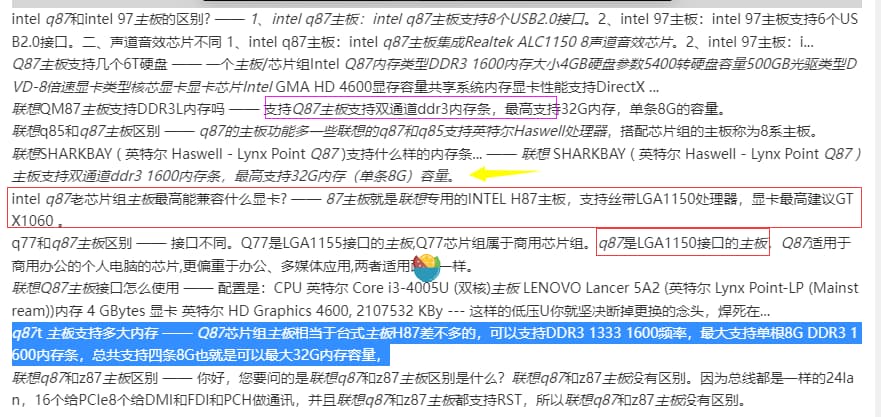 intel q87和intel 97主板的区别? —— 1、intel q87主板：intel q87主板支持8个USB2.0接口。2、intel 97主板：intel 97主板支持6个US
B2.0接口。二、声道音效芯片不同 1、intel q87主板：intel q87主板集成Realtek ALC1150 8声道音效芯片。2、intel 97主板：i...
Q87主板支持几个6T硬盘 —— 一个主板/芯片组Intel Q87内存类型DDR3 1600内存大小4GB硬盘参数5400转硬盘容量500GB光驱类型D
VD-8倍速显卡类型核芯显卡显卡芯片Intel GMA HD 4600显存容量共享系统内存显卡性能支持DirectX ...
联想QM87主板支持DDR3L内存吗 —— 支持Q87主板支持双通道ddr3内存条，最高支持32G内存，单条8G的容量。
联想q85和q87主板区别 —— q87的主板功能多一些联想的q87和q85支持英特尔Haswell处理器，搭配芯片组的主板称为8系主板。
联想SHARKBAY ( 英特尔 Haswell - Lynx Point Q87 )支持什么样的内存条... —— 联想 SHARKBAY ( 英特尔 Haswell - Lynx Point Q87 )
主板支持双通道ddr3 1600内存条，最高支持32G内存（单条8G）容量。
intel q87老芯片组主板最高能兼容什么显卡? —— 87主板就是联想专用的INTEL H87主板，支持丝带LGA1150处理器，显卡最高建议GT
X1060 。
q77和q87主板区别 —— 接口不同。Q77是LGA1155接口的主板,Q77芯片组属于商用芯片组。q87是LGA1150接口的主板，Q87适用于
商用办公的个人电脑的芯片,更偏重于办公、多媒体应用,两者适用 一样。
联想Q87主板接口怎么使用 —— 配置是：CPU 英特尔 Core i3-4005U (双核)主板 LENOVO Lancer 5A2 (英特尔 Lynx Point-LP (Mainst
ream))内存 4 GBytes 显卡 英特尔 HD Graphics 4600, 2107532 KBy --- 这样的低压U你就坚决断掉更换的念头，焊死在...
q87t 主板支持多大内存 —— Q87芯片组主板相当于台式主板H87差不多的，可以支持DDR3 1333 1600频率，最大支持单根8G DDR3 1
600内存条，总共支持四条8G也就是可以最大32G内存容量，
联想q87和z87主板区别 —— 你好，您要问的是联想q87和z87主板区别是什么？联想q87和z87主板没有区别。因为总线都是一样的24la
n，16个给PCIe8个给DMI和FDI和PCH做通讯，并且联想q87和z87主板都支持RST，所以联想q87和z87主板没有区别。